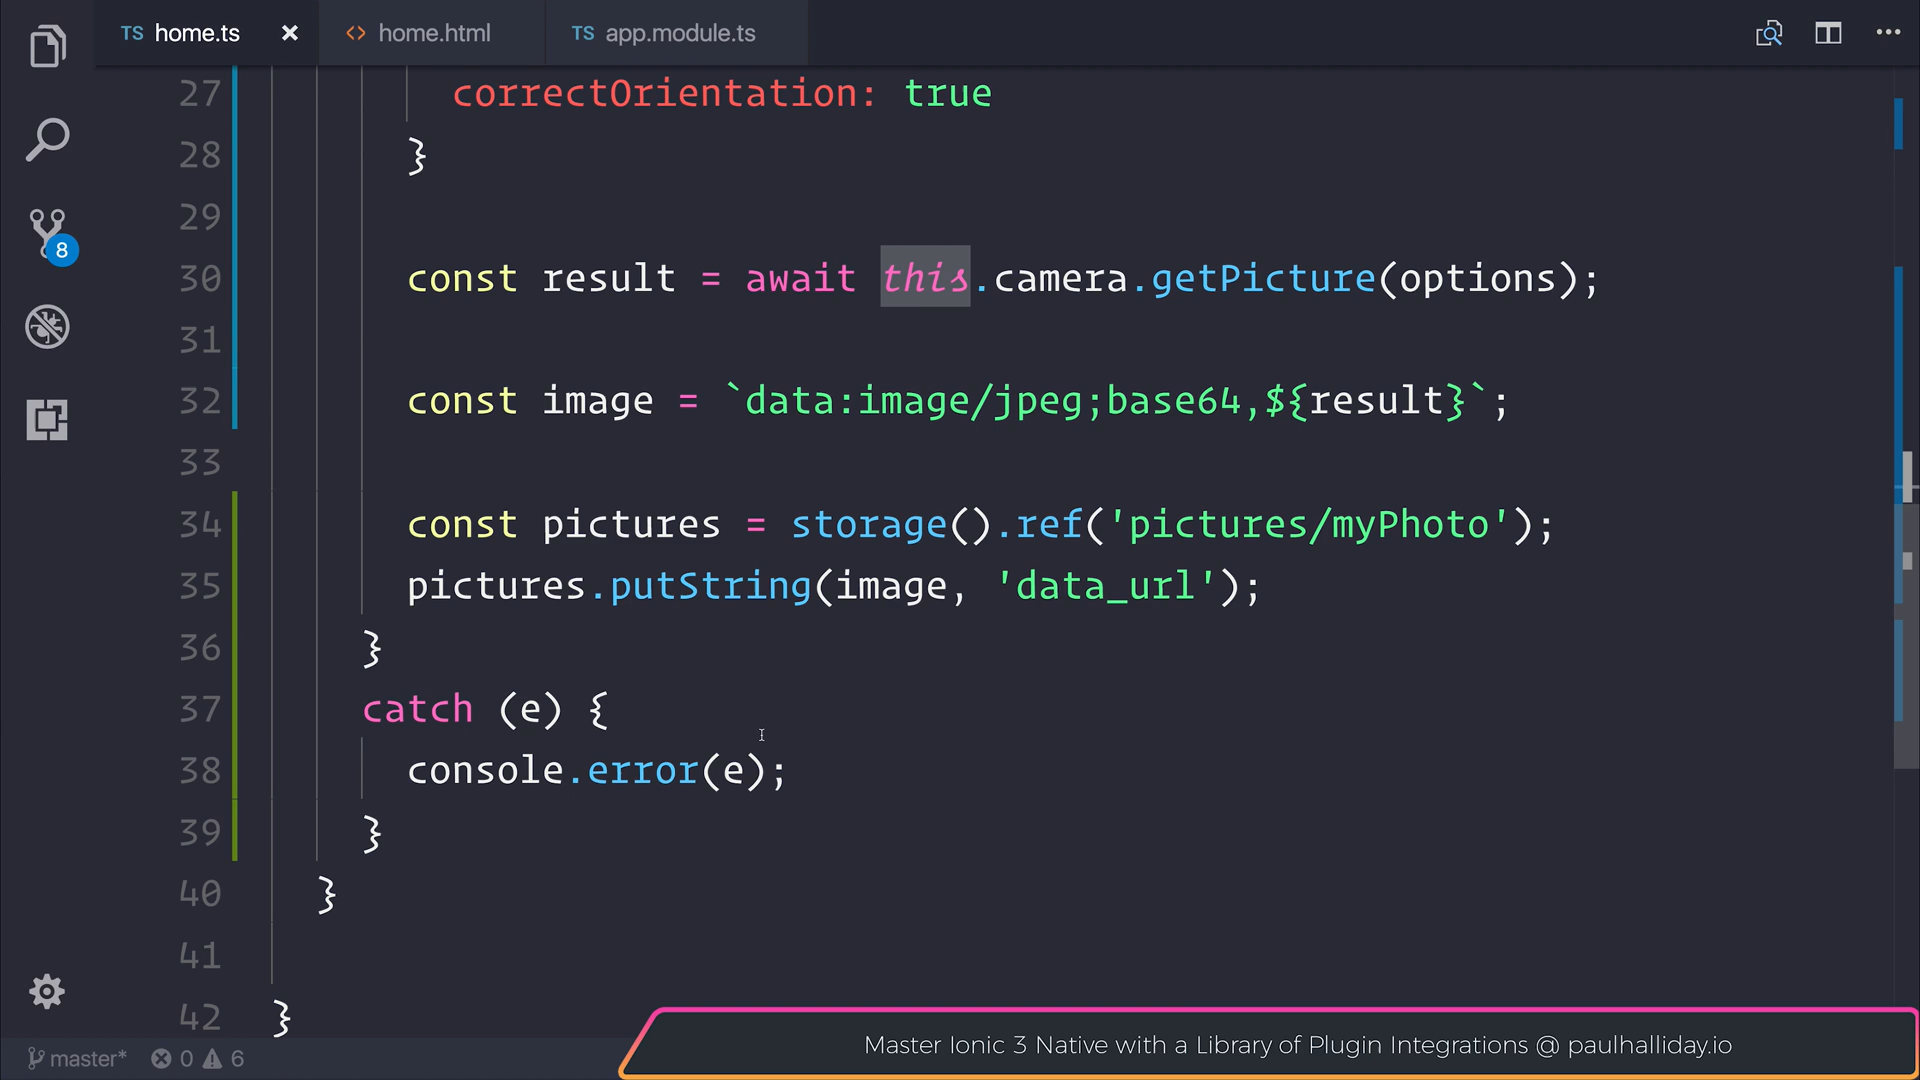 TS home.ts
<> home.html
TS app.module.ts
27 correctOrientation: true
28 }
29
30 const result = await this.camera.getPicture(options);
31
32 const image = `data:image/jpeg;base64,${result}`;
33
34 const pictures = storage().ref('pictures/myPhoto');
35 pictures.putString(image, 'data_url');
36 }
37 catch (e) {
38 console.error(e);
39 }
40 }
41
42 }
8
master* 0 6
Master Ionic 3 Native with a Library of Plugin Integrations @ paulhalliday.io